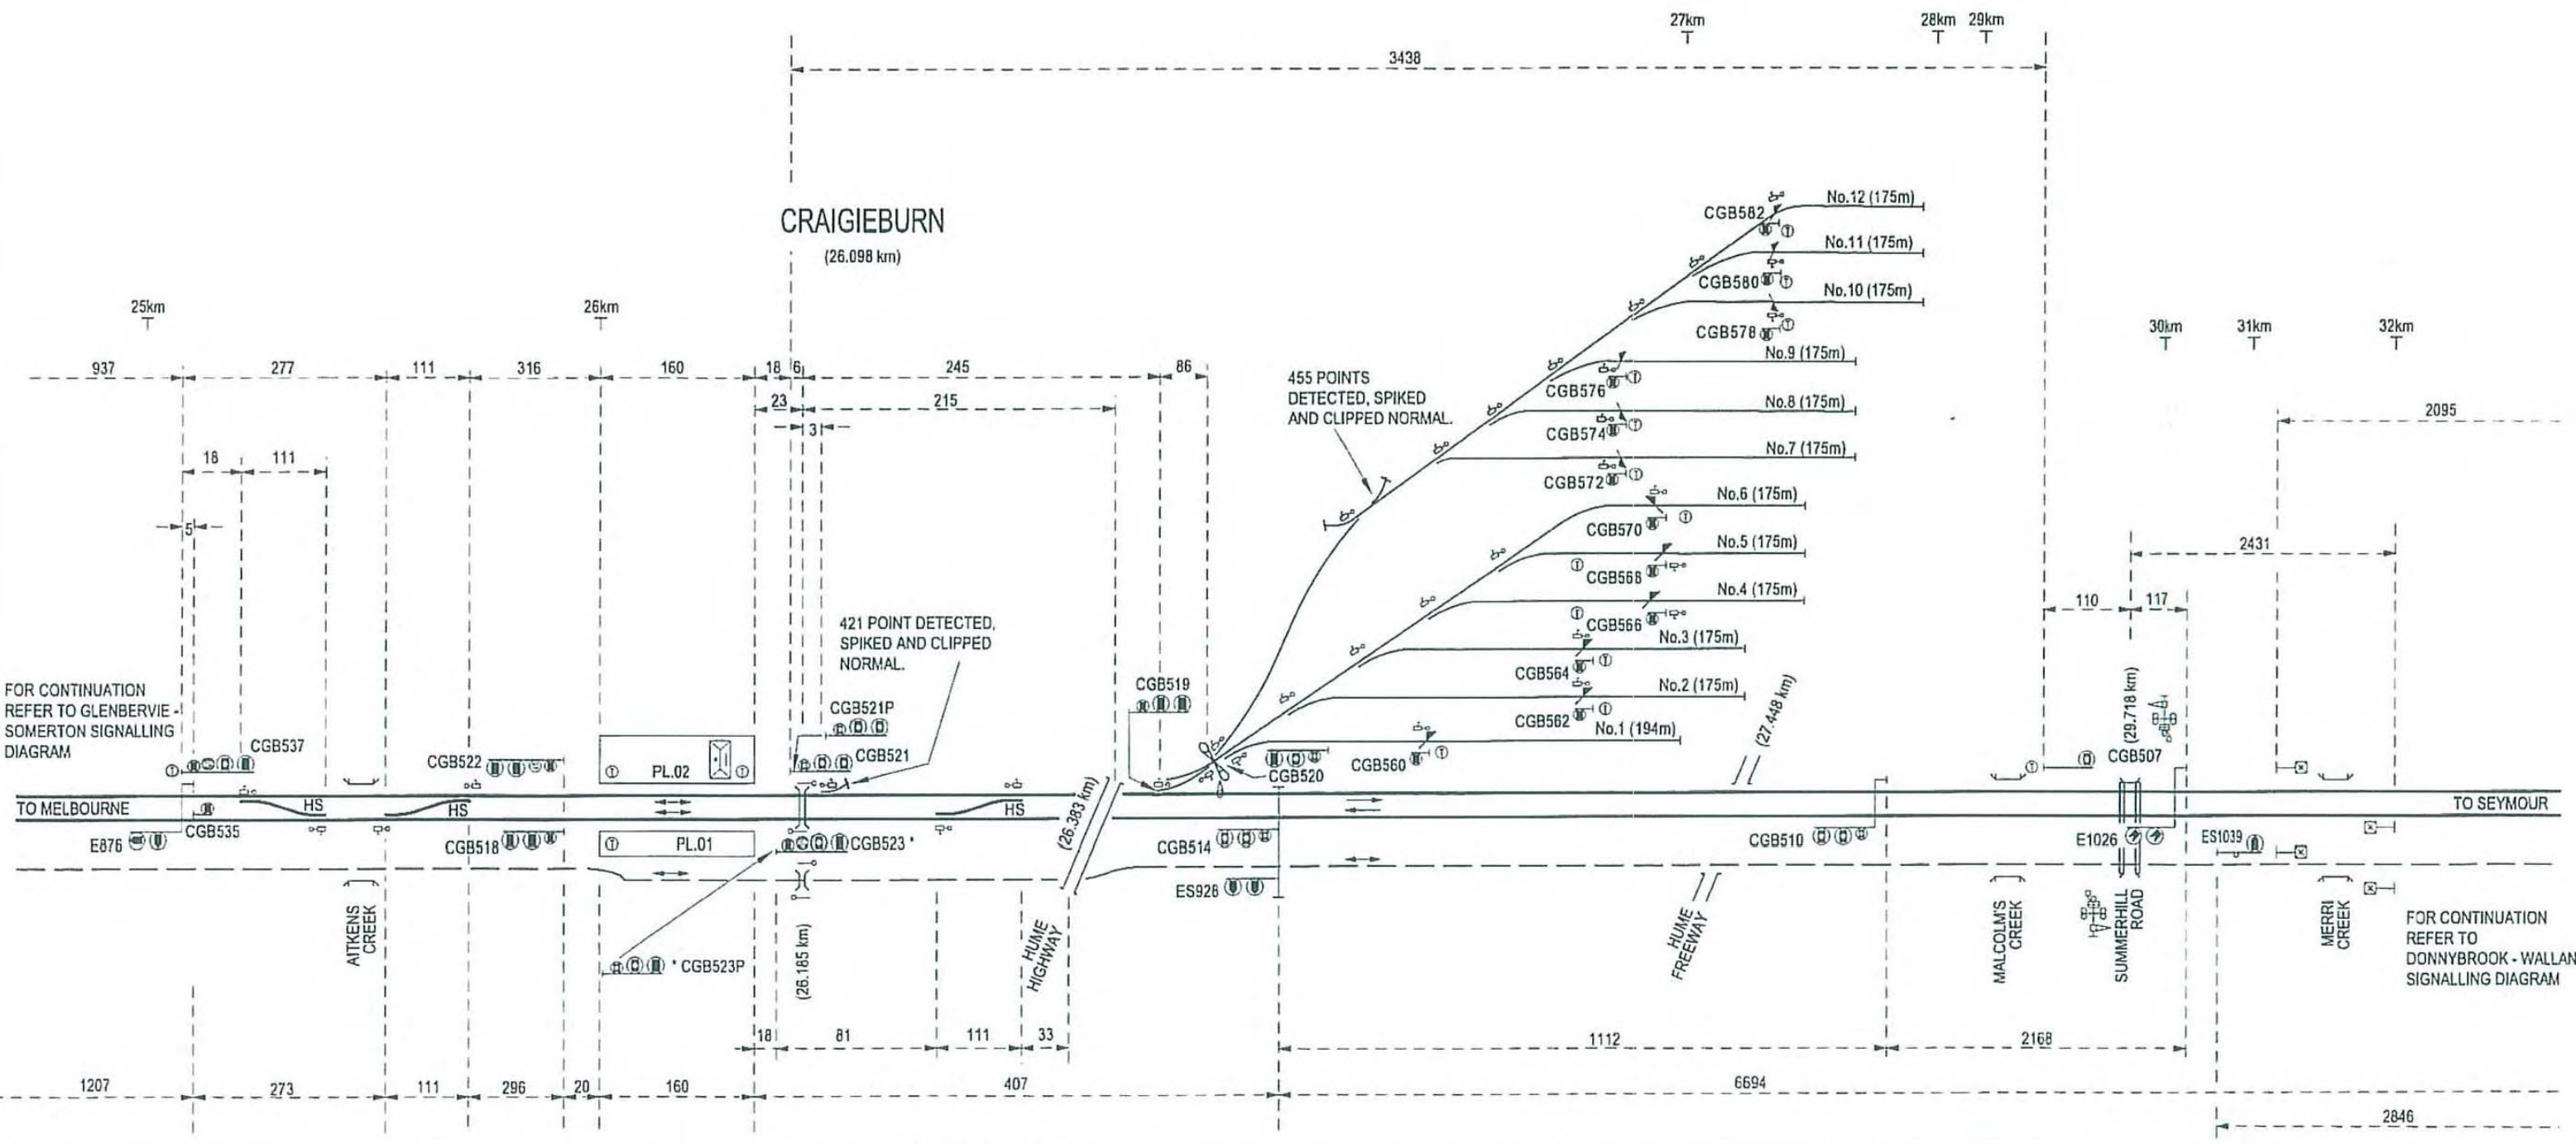 27km
28km 29km
3438
CRAIGIEBURN
(26.098 km)
25km
26km
30km
31km
32km
937
277
111
316
160
18
6
245
86
23
215
3
18
111
5
2095
2431
110
117
455 POINTS
DETECTED, SPIKED
AND CLIPPED NORMAL.
421 POINT DETECTED,
SPIKED AND CLIPPED
NORMAL.
CGB582
No.12 (175m)
CGB580
No.11 (175m)
CGB578
No.10 (175m)
CGB576
No.9 (175m)
CGB574
No.8 (175m)
CGB572
No.7 (175m)
CGB570
No.6 (175m)
CGB568
No.5 (175m)
CGB566
No.4 (175m)
CGB564
No.3 (175m)
CGB562
No.2 (175m)
CGB560
No.1 (194m)
FOR CONTINUATION
REFER TO GLENBERVIE -
SOMERTON SIGNALLING
DIAGRAM
CGB537
CGB522
PL.02
CGB521P
CGB521
CGB519
CGB520
(27.448 km)
(29.718 km)
CGB507
TO MELBOURNE
HS
HS
HS
TO SEYMOUR
E876
CGB535
CGB518
PL.01
CGB523 *
(26.383 km)
CGB514
CGB510
E1026
ES1039
ES928
AITKENS
CREEK
* CGB523P
(26.185 km)
HUME
HIGHWAY
HUME
FREEWAY
MALCOLM'S
CREEK
SUMMERHILL
ROAD
MERRI
CREEK
FOR CONTINUATION
REFER TO
DONNYBROOK - WALLAN
SIGNALLING DIAGRAM
18
81
111
33
1112
2168
1207
273
111
296
20
160
407
6694
2846